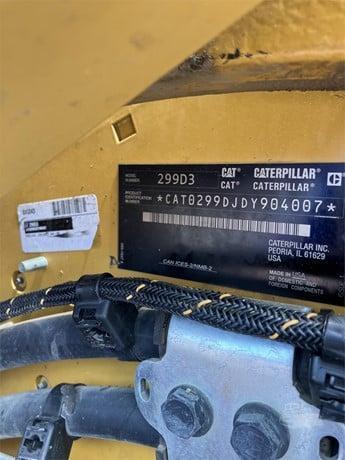 MODEL NUMBER 299D3 CAT CATERPILLAR
CAT® CATERPILLAR®
PRODUCT IDENTIFICATION NUMBER *CAT0299DJDY904007*
CATERPILLAR INC.
PEORIA, IL 61629
USA
CAN ICES-2/NMB-2
MADE IN USA
OF DOMESTIC AND
FOREIGN COMPONENTS